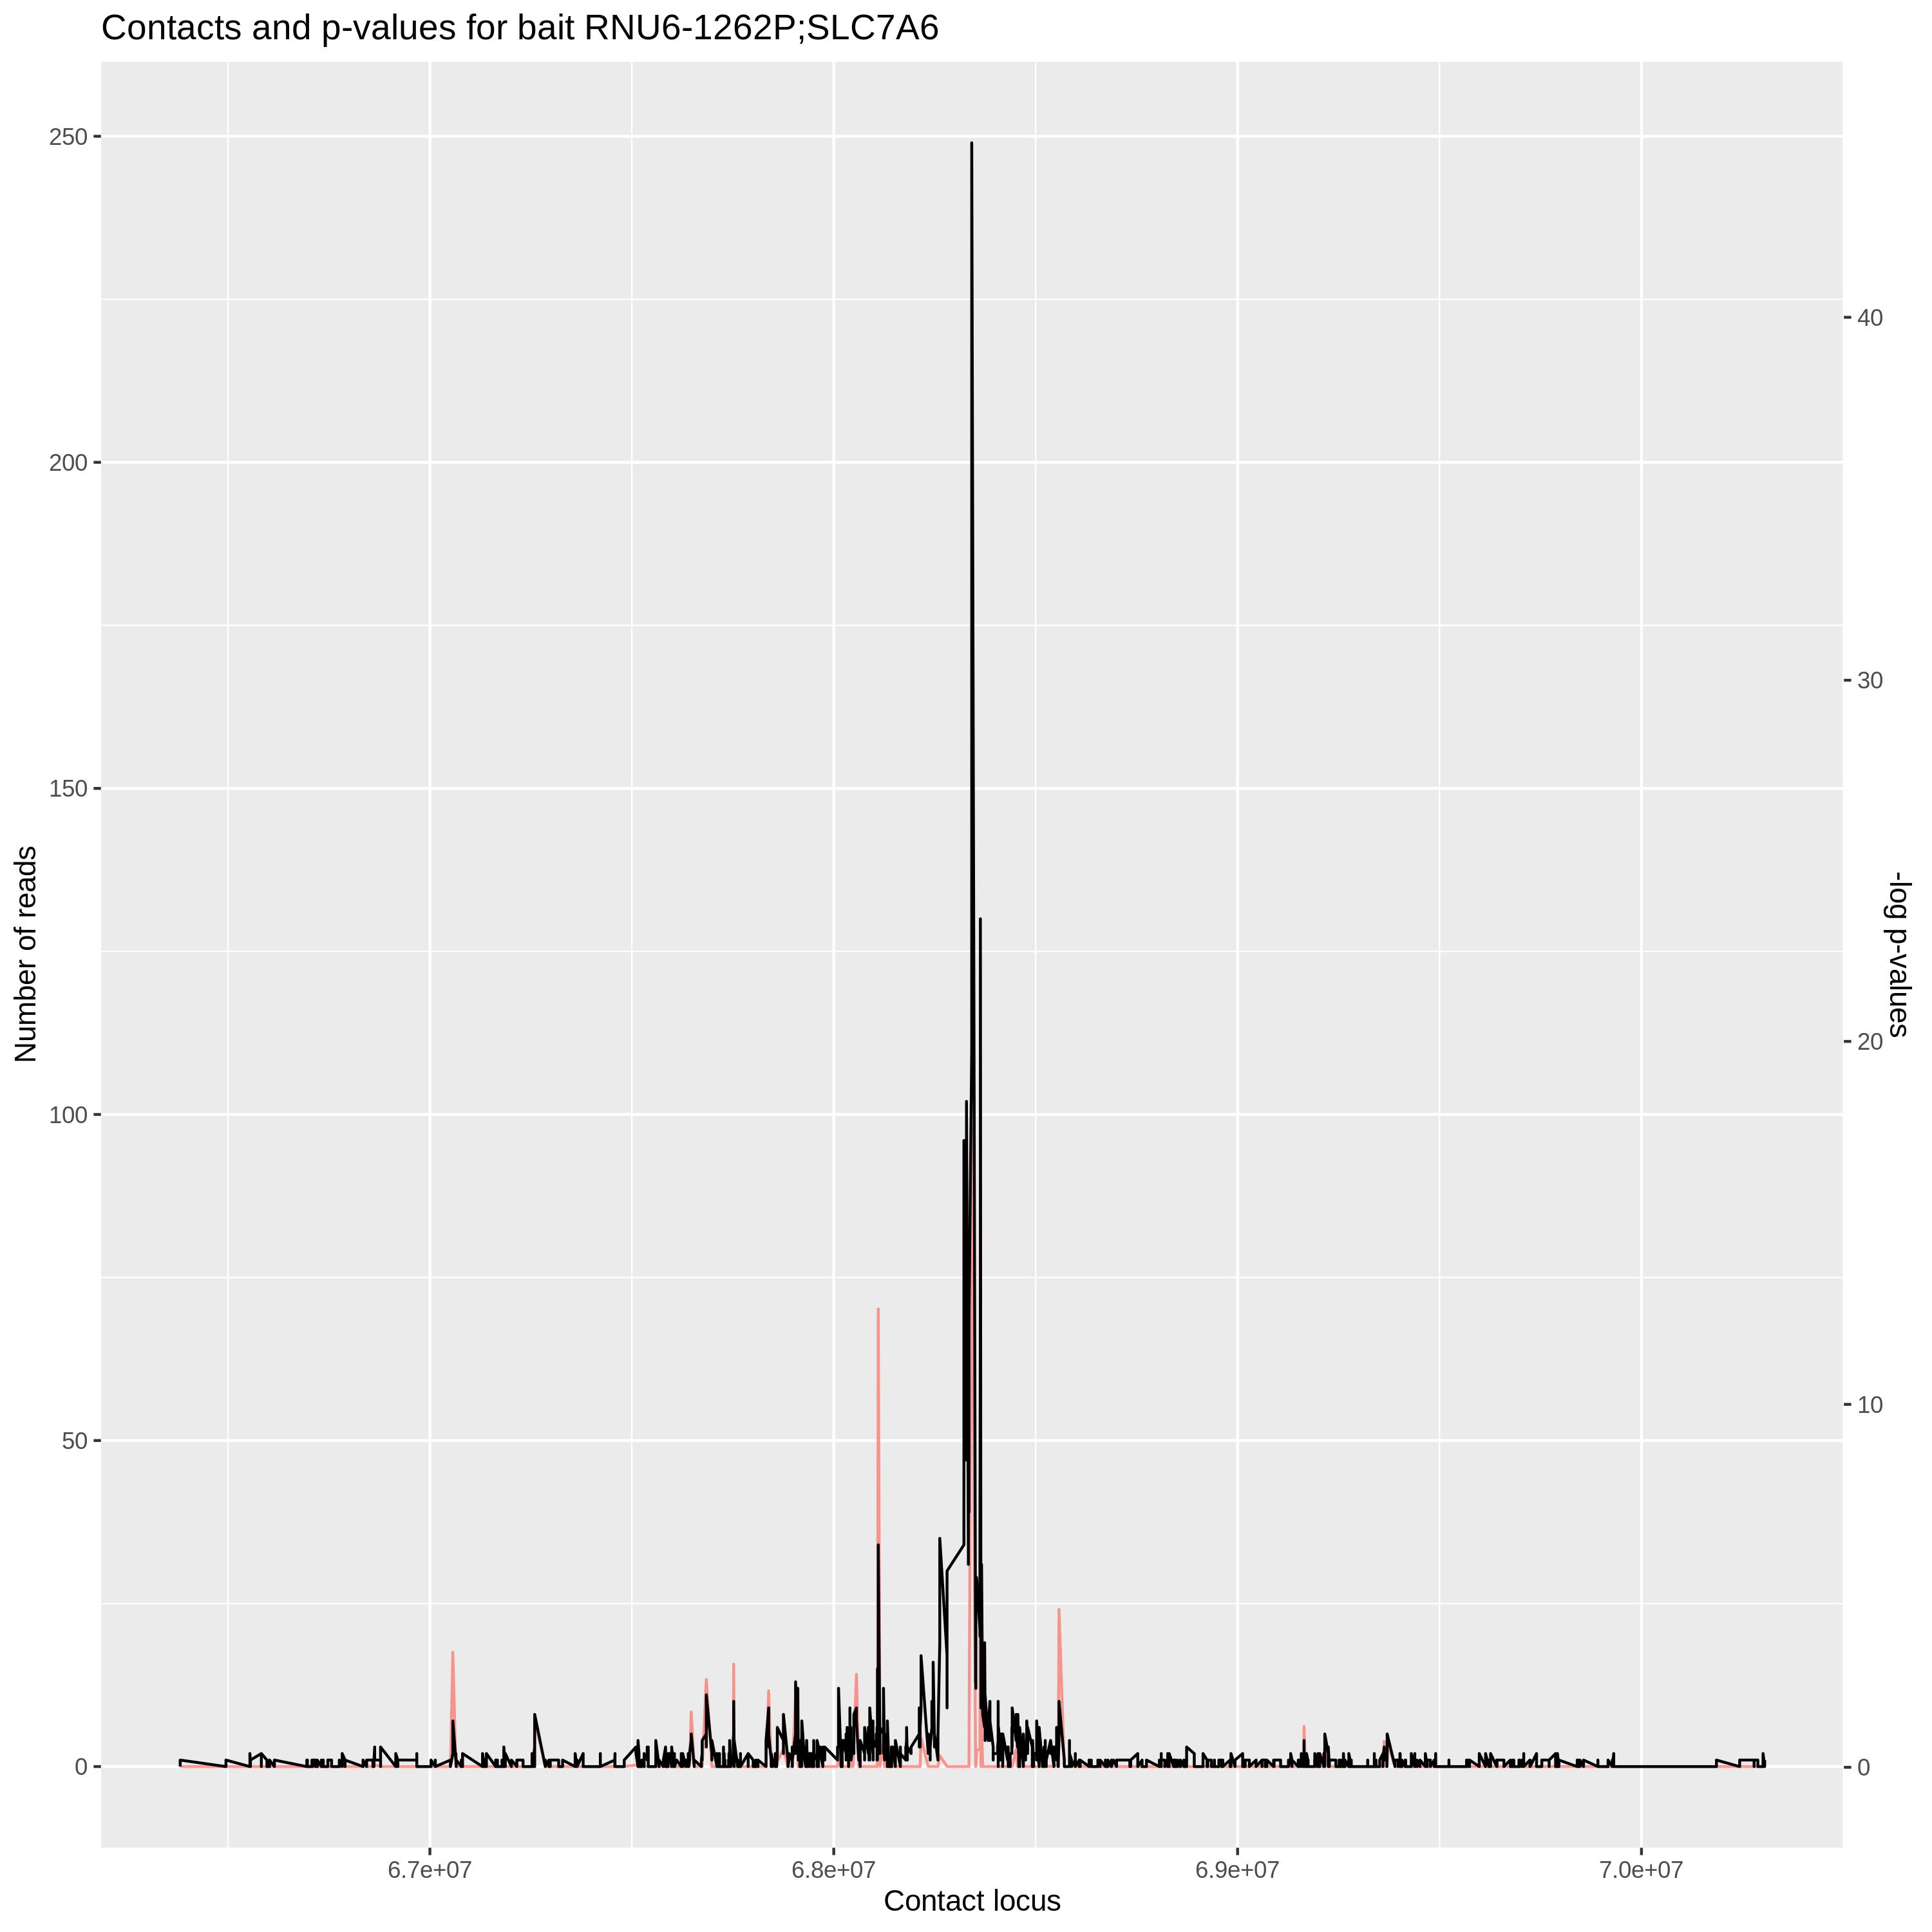 Contacts and p-values for bait RNU6-1262P;SLC7A6
250
200
150
100
50
0
Number of reads
40
30
20
10
0
-log p-values
6.7e+07 6.8e+07 6.9e+07 7.0e+07
Contact locus